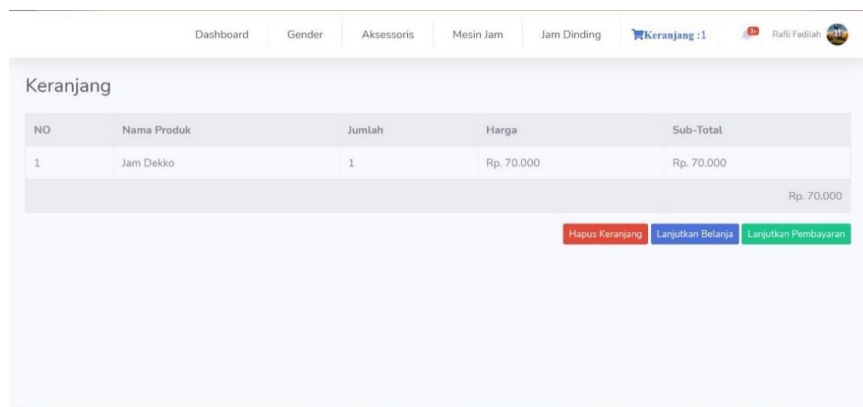 Dashboard Gender Aksessoris Mesin Jam Jam Dinding Keranjang :1 3+ Rafli Fadilah
Keranjang
NO Nama Produk Jumlah Harga Sub-Total
1 Jam Dekko 1 Rp. 70.000 Rp. 70.000
Rp. 70.000
Hapus Keranjang Lanjutkan Belanja Lanjutkan Pembayaran